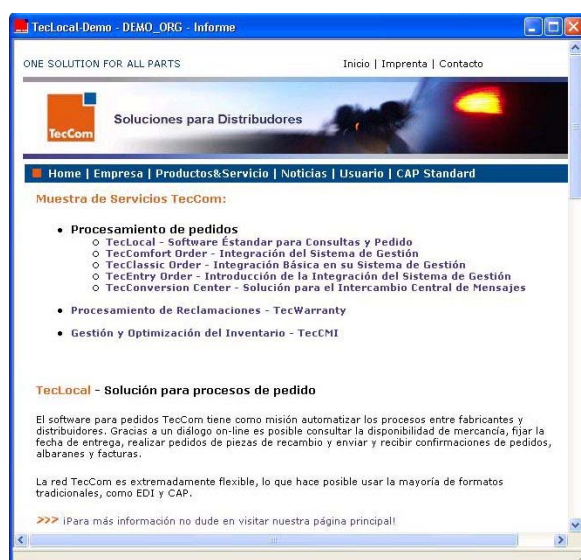 TecLocal-Demo - DEMO_ORG - Informe
ONE SOLUTION FOR ALL PARTS
Inicio | Imprenta | Contacto
TecCom
Soluciones para Distribudores
Home | Empresa | Productos&Servicio | Noticias | Usuario | CAP Standard
Muestra de Servicios TecCom:
Procesamiento de pedidos
TecLocal - Software Éstandar para Consultas y Pedido
TecComfort Order - Integración del Sistema de Gestión
TecClassic Order - Integración Básica en su Sistema de Gestión
TecEntry Order - Introducción de la Integración del Sistema de Gestión
TecConversion Center - Solución para el Intercambio Central de Mensajes
Procesamiento de Reclamaciones - TecWarranty
Gestión y Optimización del Inventario - TecCMI
TecLocal - Solución para procesos de pedido
El software para pedidos TecCom tiene como misión automatizar los procesos entre fabricantes y
distribuidores. Gracias a un diálogo on-line es posible consultar la disponibilidad de mercancía, fijar la
fecha de entrega, realizar pedidos de piezas de recambio y enviar y recibir confirmaciones de pedidos,
albaranes y facturas.
La red TecCom es extremadamente flexible, lo que hace posible usar la mayoría de formatos
tradicionales, como EDI y CAP.
>>> ¡Para más información no dude en visitar nuestra página principal!